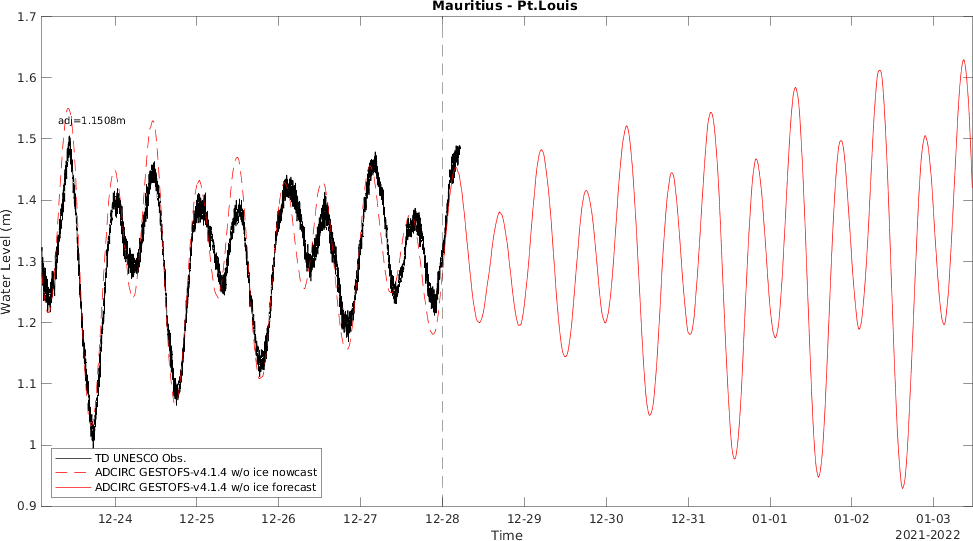 Mauritius - Pt.Louis
1.7
1.6
1.5
1.4
1.3
1.2
1.1
1
0.9
Water Level (m)
adj=1.1508m
TD UNESCO Obs.
ADCIRC GESTOFS-v4.1.4 w/o ice nowcast
ADCIRC GESTOFS-v4.1.4 w/o ice forecast
12-24 12-25 12-26 12-27 12-28 12-29 12-30 12-31 01-01 01-02 01-03
Time
2021-2022